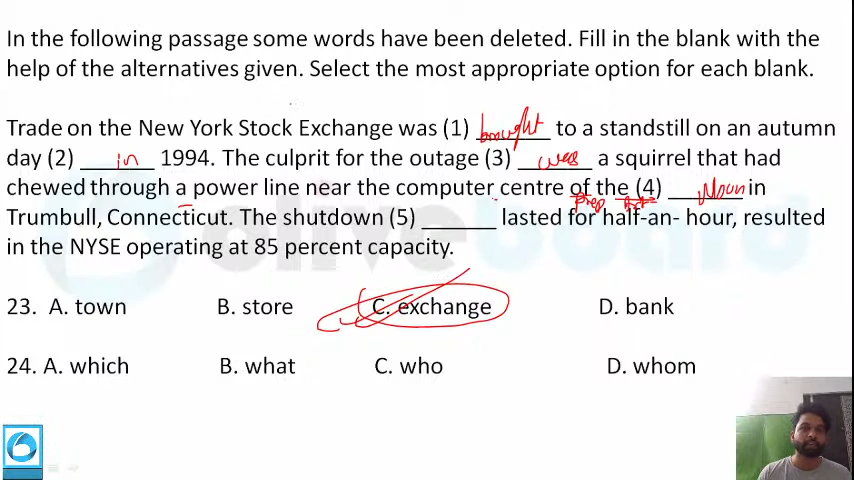 In the following passage some words have been deleted. Fill in the blank with the
help of the alternatives given. Select the most appropriate option for each blank.
Trade on the New York Stock Exchange was (1) brought to a standstill on an autumn
day (2) in 1994. The culprit for the outage (3) was a squirrel that had
chewed through a power line near the computer centre of the (4) Noun in
Prep
Trumbull, Connecticut. The shutdown (5) ______ lasted for half-an- hour, resulted
in the NYSE operating at 85 percent capacity.
23. A. town B. store C. exchange D. bank
24. A. which B. what C. who D. whom
oliveboard